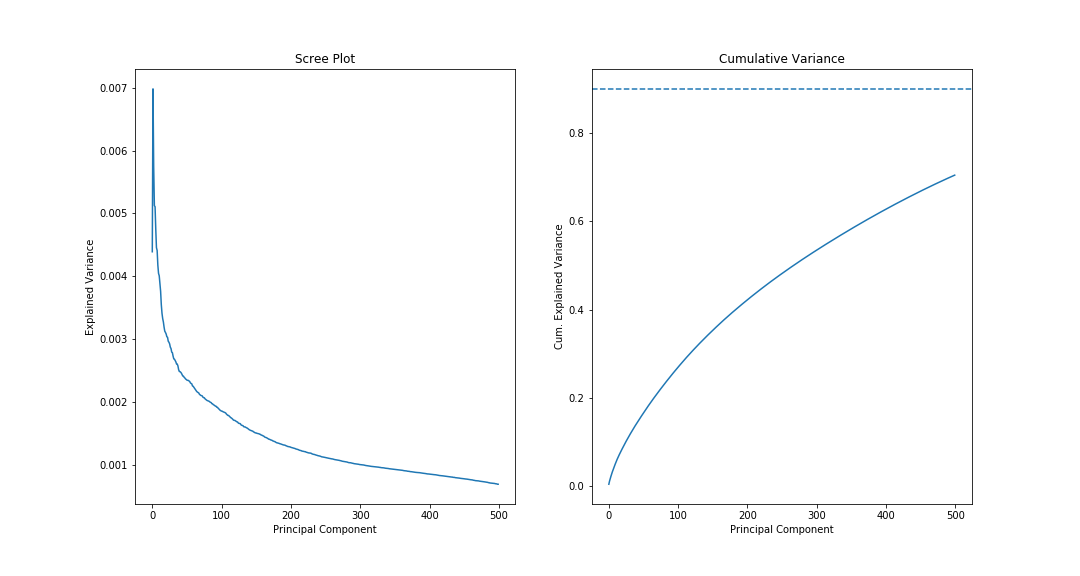 Scree Plot
0.007
0.006
0.005
0.004
0.003
0.002
0.001
Explained Variance
0 100 200 300 400 500
Principal Component
Cumulative Variance
0.8
0.6
0.4
0.2
0.0
Cum. Explained Variance
0 100 200 300 400 500
Principal Component